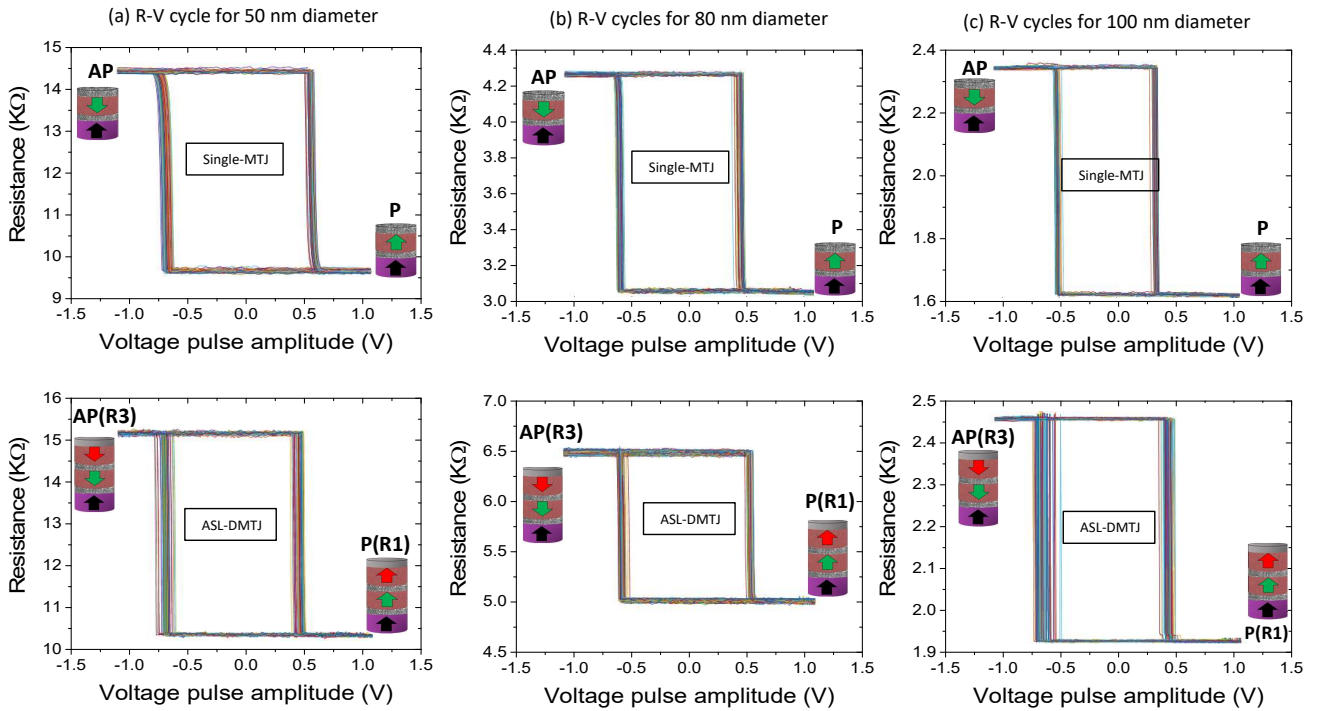 (a) R-V cycle for 50 nm diameter
(b) R-V cycles for 80 nm diameter
(c) R-V cycles for 100 nm diameter
Resistance (KΩ)
15
14
13
12
11
10
9
AP
Single-MTJ
P
-1.5 -1.0 -0.5 0.0 0.5 1.0 1.5
Voltage pulse amplitude (V)
Resistance (KΩ)
4.4
4.2
4.0
3.8
3.6
3.4
3.2
3.0
AP
Single-MTJ
P
-1.5 -1.0 -0.5 0.0 0.5 1.0 1.5
Voltage pulse amplitude (V)
Resistance (KΩ)
2.4
2.2
2.0
1.8
1.6
AP
Single-MTJ
P
-1.5 -1.0 -0.5 0.0 0.5 1.0 1.5
Voltage pulse amplitude (V)
Resistance (KΩ)
16
15
14
13
12
11
10
AP(R3)
ASL-DMTJ
P(R1)
-1.5 -1.0 -0.5 0.0 0.5 1.0 1.5
Voltage pulse amplitude (V)
Resistance (KΩ)
7.0
6.5
6.0
5.5
5.0
4.5
AP(R3)
ASL-DMTJ
P(R1)
-1.5 -1.0 -0.5 0.0 0.5 1.0 1.5
Voltage pulse amplitude (V)
Resistance (KΩ)
2.5
2.4
2.3
2.2
2.1
2.0
1.9
AP(R3)
ASL-DMTJ
P(R1)
-1.5 -1.0 -0.5 0.0 0.5 1.0 1.5
Voltage pulse amplitude (V)